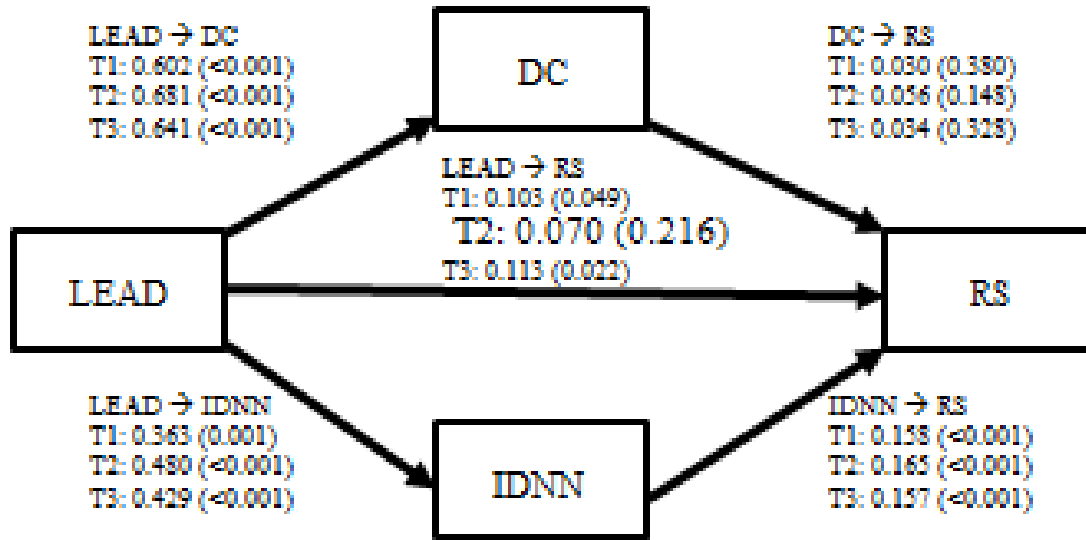 LEAD → DC
T1: 0.602 (<0.001)
T2: 0.681 (<0.001)
T3: 0.641 (<0.001)
DC
DC → RS
T1: 0.030 (0.380)
T2: 0.056 (0.148)
T3: 0.034 (0.328)
LEAD → RS
T1: 0.103 (0.049)
T2: 0.070 (0.216)
T3: 0.113 (0.022)
LEAD
RS
LEAD → IDNN
T1: 0.363 (0.001)
T2: 0.480 (<0.001)
T3: 0.429 (<0.001)
IDNN
IDNN → RS
T1: 0.158 (<0.001)
T2: 0.165 (<0.001)
T3: 0.157 (<0.001)